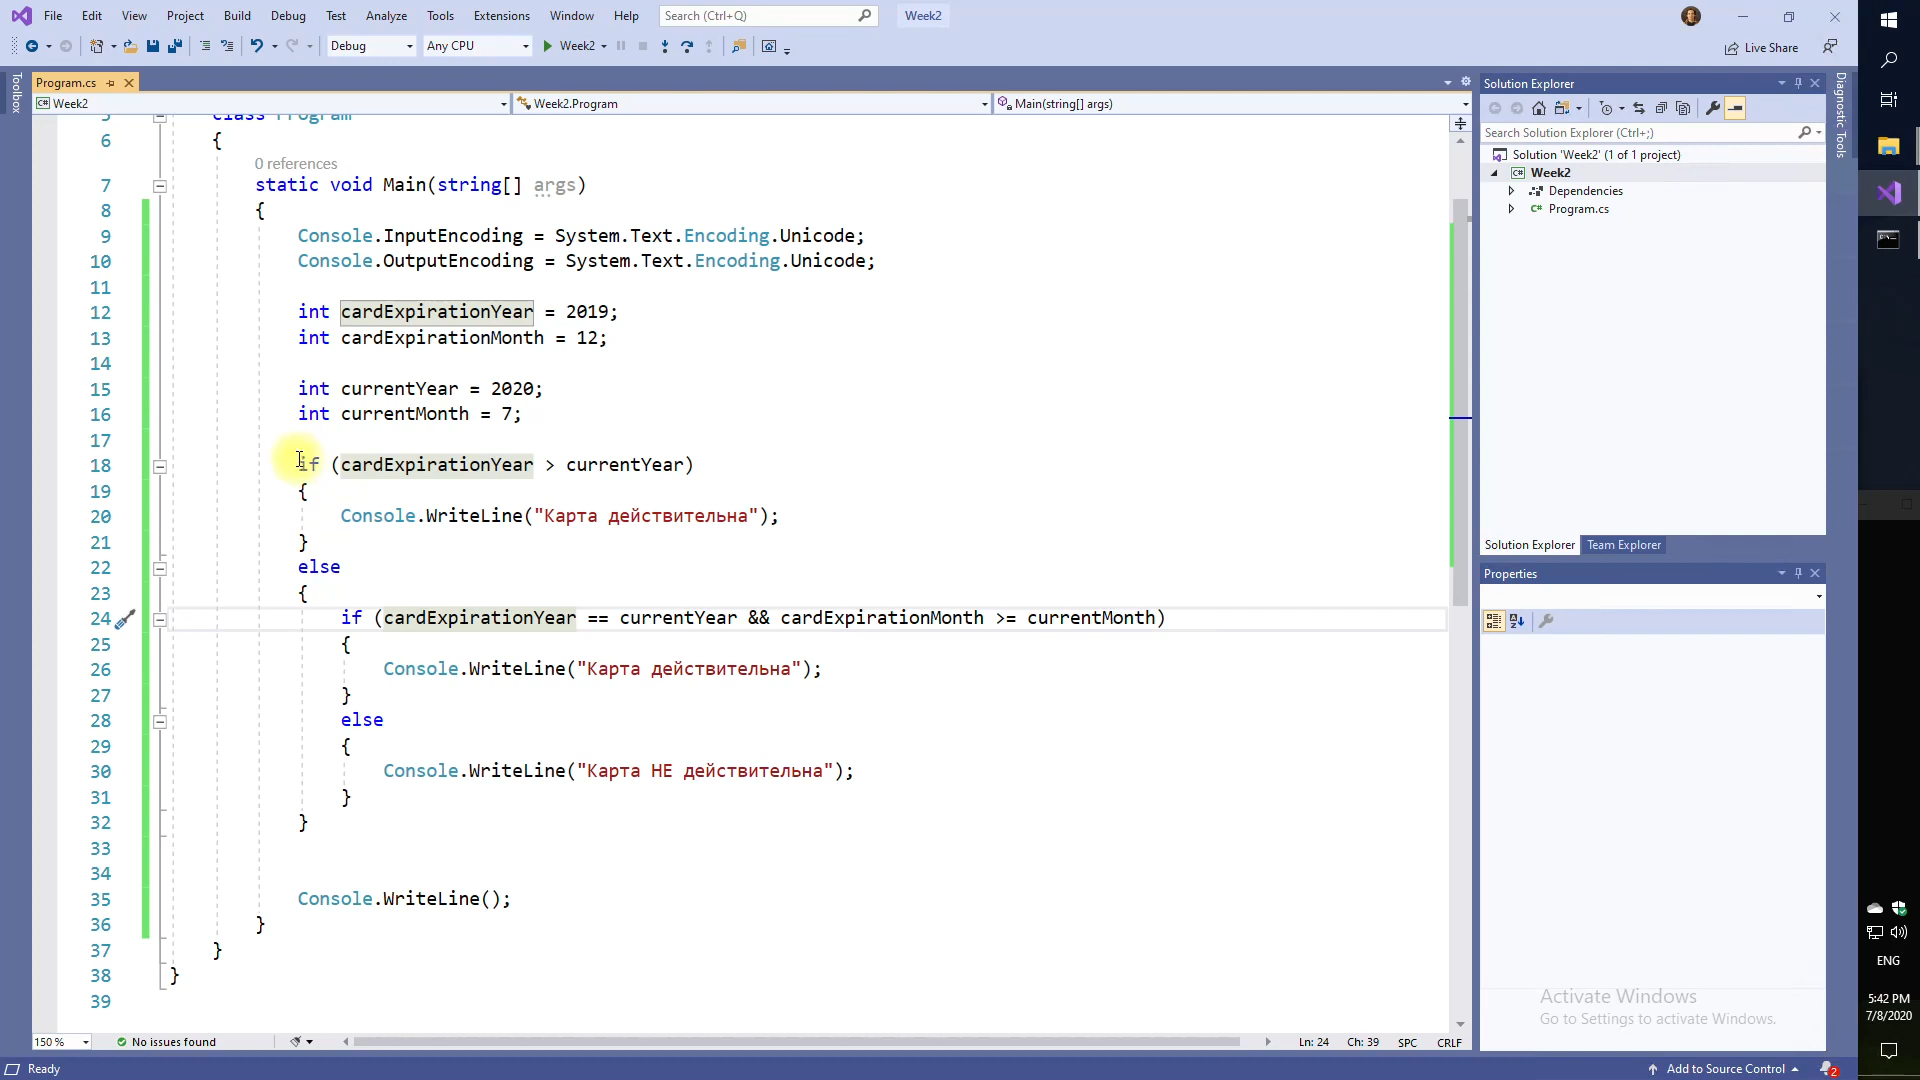 File Edit View Project Build Debug Test Analyze Tools Extensions Window Help Search (Ctrl+Q) Week2
Debug Any CPU Week2 Live Share
Toolbox
Program.cs
Week2 Week2.Program Main(string[] args)
5 class Program
6 {
0 references
7 static void Main(string[] args)
8 {
9 Console.InputEncoding = System.Text.Encoding.Unicode;
10 Console.OutputEncoding = System.Text.Encoding.Unicode;
11
12 int cardExpirationYear = 2019;
13 int cardExpirationMonth = 12;
14
15 int currentYear = 2020;
16 int currentMonth = 7;
17
18 if (cardExpirationYear > currentYear)
19 {
20 Console.WriteLine("Карта действительна");
21 }
22 else
23 {
24 if (cardExpirationYear == currentYear && cardExpirationMonth >= currentMonth)
25 {
26 Console.WriteLine("Карта действительна");
27 }
28 else
29 {
30 Console.WriteLine("Карта НЕ действительна");
31 }
32 }
33
34
35 Console.WriteLine();
36 }
37 }
38 }
39
150 % No issues found Ln: 24 Ch: 39 SPC CRLF
Ready Add to Source Control 2
Solution Explorer
Search Solution Explorer (Ctrl+;)
Solution 'Week2' (1 of 1 project)
Week2
Dependencies
Program.cs
Solution Explorer Team Explorer
Properties
Activate Windows
Go to Settings to activate Windows.
Diagnostic Tools
ENG
5:42 PM
7/8/2020